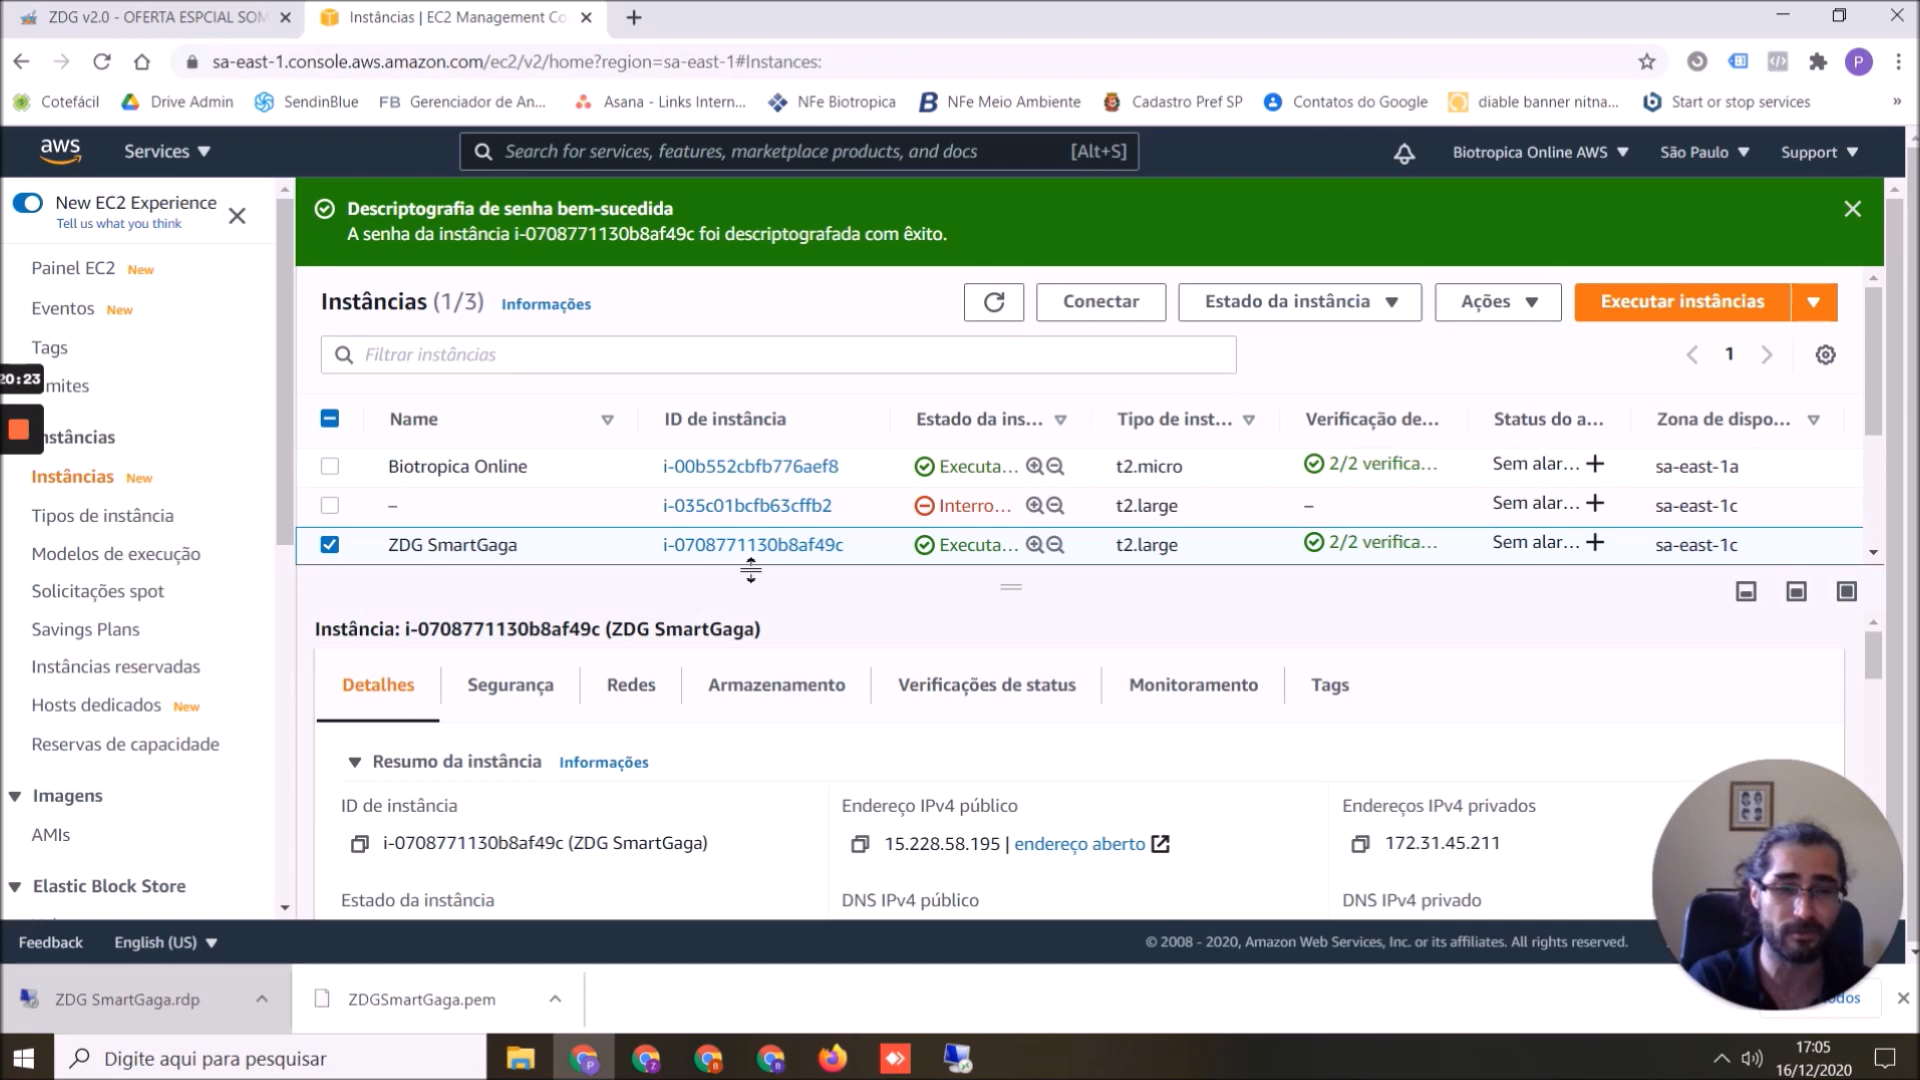 ZDG v2.0 - OFERTA ESPCIAL SOM
Instâncias | EC2 Management Co
sa-east-1.console.aws.amazon.com/ec2/v2/home?region=sa-east-1#Instances:
P
Cotefácil
Drive Admin
SendinBlue
FB Gerenciador de An...
Asana - Links Intern...
NFe Biotropica
B NFe Meio Ambiente
Cadastro Pref SP
Contatos do Google
diable banner nitna...
Start or stop services
»
aws
Services
Search for services, features, marketplace products, and docs
[Alt+S]
Biotropica Online AWS
São Paulo
Support
New EC2 Experience
Tell us what you think
Painel EC2 New
Eventos New
Tags
20:23
mites
nstâncias
Instâncias New
Tipos de instância
Modelos de execução
Solicitações spot
Savings Plans
Instâncias reservadas
Hosts dedicados New
Reservas de capacidade
Imagens
AMIs
Elastic Block Store
Descriptografia de senha bem-sucedida
A senha da instância i-0708771130b8af49c foi descriptografada com êxito.
Instâncias (1/3) Informações
Conectar
Estado da instância
Ações
Executar instâncias
Filtrar instâncias
1
Name ID de instância Estado da ins... Tipo de inst... Verificação de... Status do a... Zona de dispo...
Biotropica Online i-00b552cbfb776aef8 Executa... t2.micro 2/2 verifica... Sem alar... sa-east-1a
– i-035c01bcfb63cffb2 Interro... t2.large – Sem alar... sa-east-1c
ZDG SmartGaga i-0708771130b8af49c Executa... t2.large 2/2 verifica... Sem alar... sa-east-1c
Instância: i-0708771130b8af49c (ZDG SmartGaga)
Detalhes Segurança Redes Armazenamento Verificações de status Monitoramento Tags
Resumo da instância Informações
ID de instância Endereço IPv4 público Endereços IPv4 privados
i-0708771130b8af49c (ZDG SmartGaga) 15.228.58.195 | endereço aberto 172.31.45.211
Estado da instância DNS IPv4 público DNS IPv4 privado
Feedback English (US)
© 2008 - 2020, Amazon Web Services, Inc. or its affiliates. All rights reserved.
ZDG SmartGaga.rdp
ZDGSmartGaga.pem
Digite aqui para pesquisar
17:05
16/12/2020